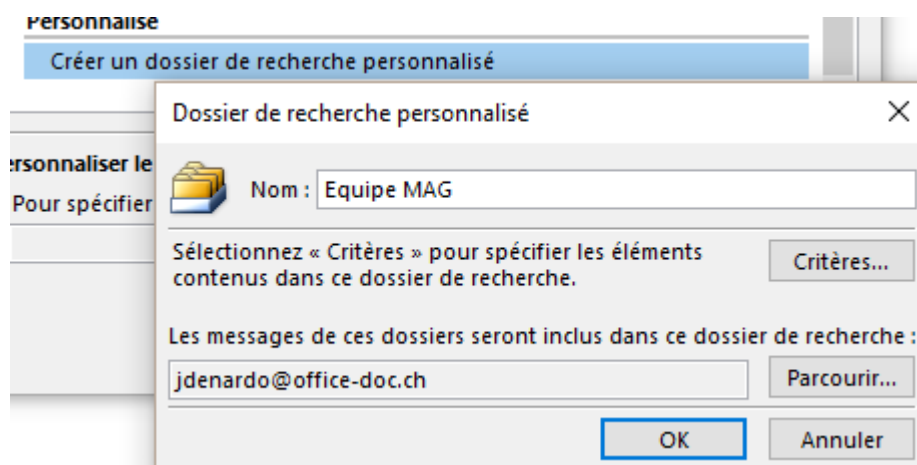 Personnalisé
Créer un dossier de recherche personnalisé
Dossier de recherche personnalisé
ersonnaliser le
Nom : Equipe MAG
Pour spécifier
Sélectionnez « Critères » pour spécifier les éléments
contenus dans ce dossier de recherche.
Critères...
Les messages de ces dossiers seront inclus dans ce dossier de recherche :
jdenardo@office-doc.ch
Parcourir...
OK
Annuler